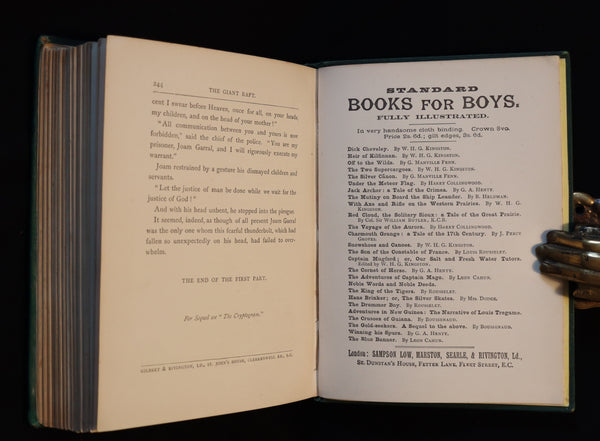 244
THE GIANT RAFT.
cent I swear before Heaven, once for all, on your heads,
my children, and on the head of your mother!"
"All communication between you and yours is now
forbidden," said the chief of the police. "You are my
prisoner, Joam Garral, and I will rigorously execute my
warrant."
Joam restrained by a gesture his dismayed children and
servants.
"Let the justice of man be done while we wait for the
justice of God!"
And with his head unbent, he stepped into the pirogue.
It seemed, indeed, as though of all present Joam Garral
was the only one whom this fearful thunderbolt, which had
fallen so unexpectedly on his head, had failed to over-
whelm.
THE END OF THE FIRST PART.
For Sequel see "The Cryptogram."
GILBERT & RIVINGTON, LD., ST. JOHN'S HOUSE, CLERKENWELL RD., E.C.
STANDARD
BOOKS FOR BOYS.
FULLY ILLUSTRATED.
In very handsome cloth binding. Crown 8vo.
Price 2s. 6d.; gilt edges, 3s. 6d.
Dick Cheveley. By W. H. G. KINGSTON.
Heir of Kilfinnan. By W. H. G. KINGSTON.
Off to the Wilds. By G. MANVILLE FENN.
The Two Supercargoes. By W. H. G. KINGSTON.
The Silver Cañon. By G. MANVILLE FENN.
Under the Meteor Flag. By HARRY COLLINGWOOD.
Jack Archer: a Tale of the Crimea. By G. A. HENTY.
The Mutiny on Board the Ship Leander. By B. HELDMAN.
With Axe and Rifle on the Western Prairies. By W. H. G.
KINGSTON.
Red Cloud, the Solitary Sioux: a Tale of the Great Prairie.
By Col. Sir WILLIAM BUTLER, K.C.B.
The Voyage of the Aurora. By HARRY COLLINGWOOD.
Charmouth Grange: a Tale of the 17th Century. By J. PERCY
GROVES.
Snowshoes and Canoes. By W. H. G. KINGSTON.
The Son of the Constable of France. By LOUIS ROUSSELET.
Captain Mugford; or, Our Salt and Fresh Water Tutors.
Edited by W. H. G. KINGSTON.
The Cornet of Horse. By G. A. HENTY.
The Adventures of Captain Mago. By LEON CAHUN.
Noble Words and Noble Deeds.
The King of the Tigers. By ROUSSELET.
Hans Brinker; or, The Silver Skates. By Mrs. DODGE.
The Drummer Boy. By ROUSSELET.
Adventures in New Guinea: The Narrative of Louis Tregame.
The Crusoes of Guiana. By BOUSSENARD.
The Gold-seekers. A Sequel to the above. By BOUSSENARD.
Winning his Spurs. By G. A. HENTY.
The Blue Banner. By LEON CAHUN.
London: SAMPSON LOW, MARSTON, SEARLE, & RIVINGTON, Ld.,
ST. DUNSTAN'S HOUSE, FETTER LANE, FLEET STREET, E.C.